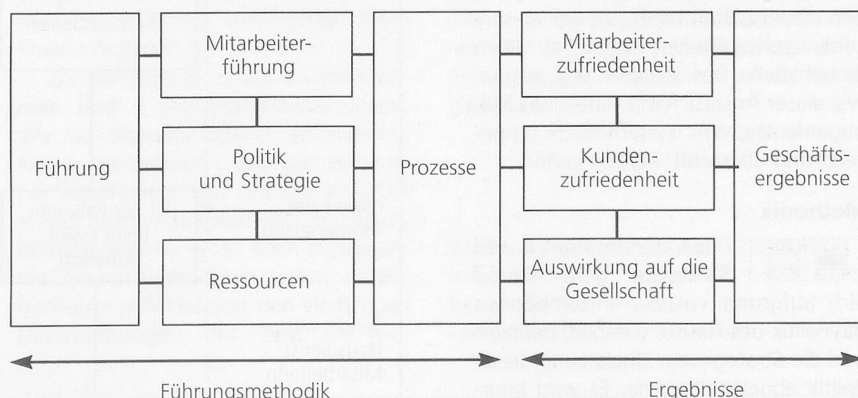 Führung
Mitarbeiter-
führung
Politik
und Strategie
Ressourcen
Prozesse
Mitarbeiter-
zufriedenheit
Kunden-
zufriedenheit
Auswirkung auf die
Gesellschaft
Geschäfts-
ergebnisse
Führungsmethodik
Ergebnisse